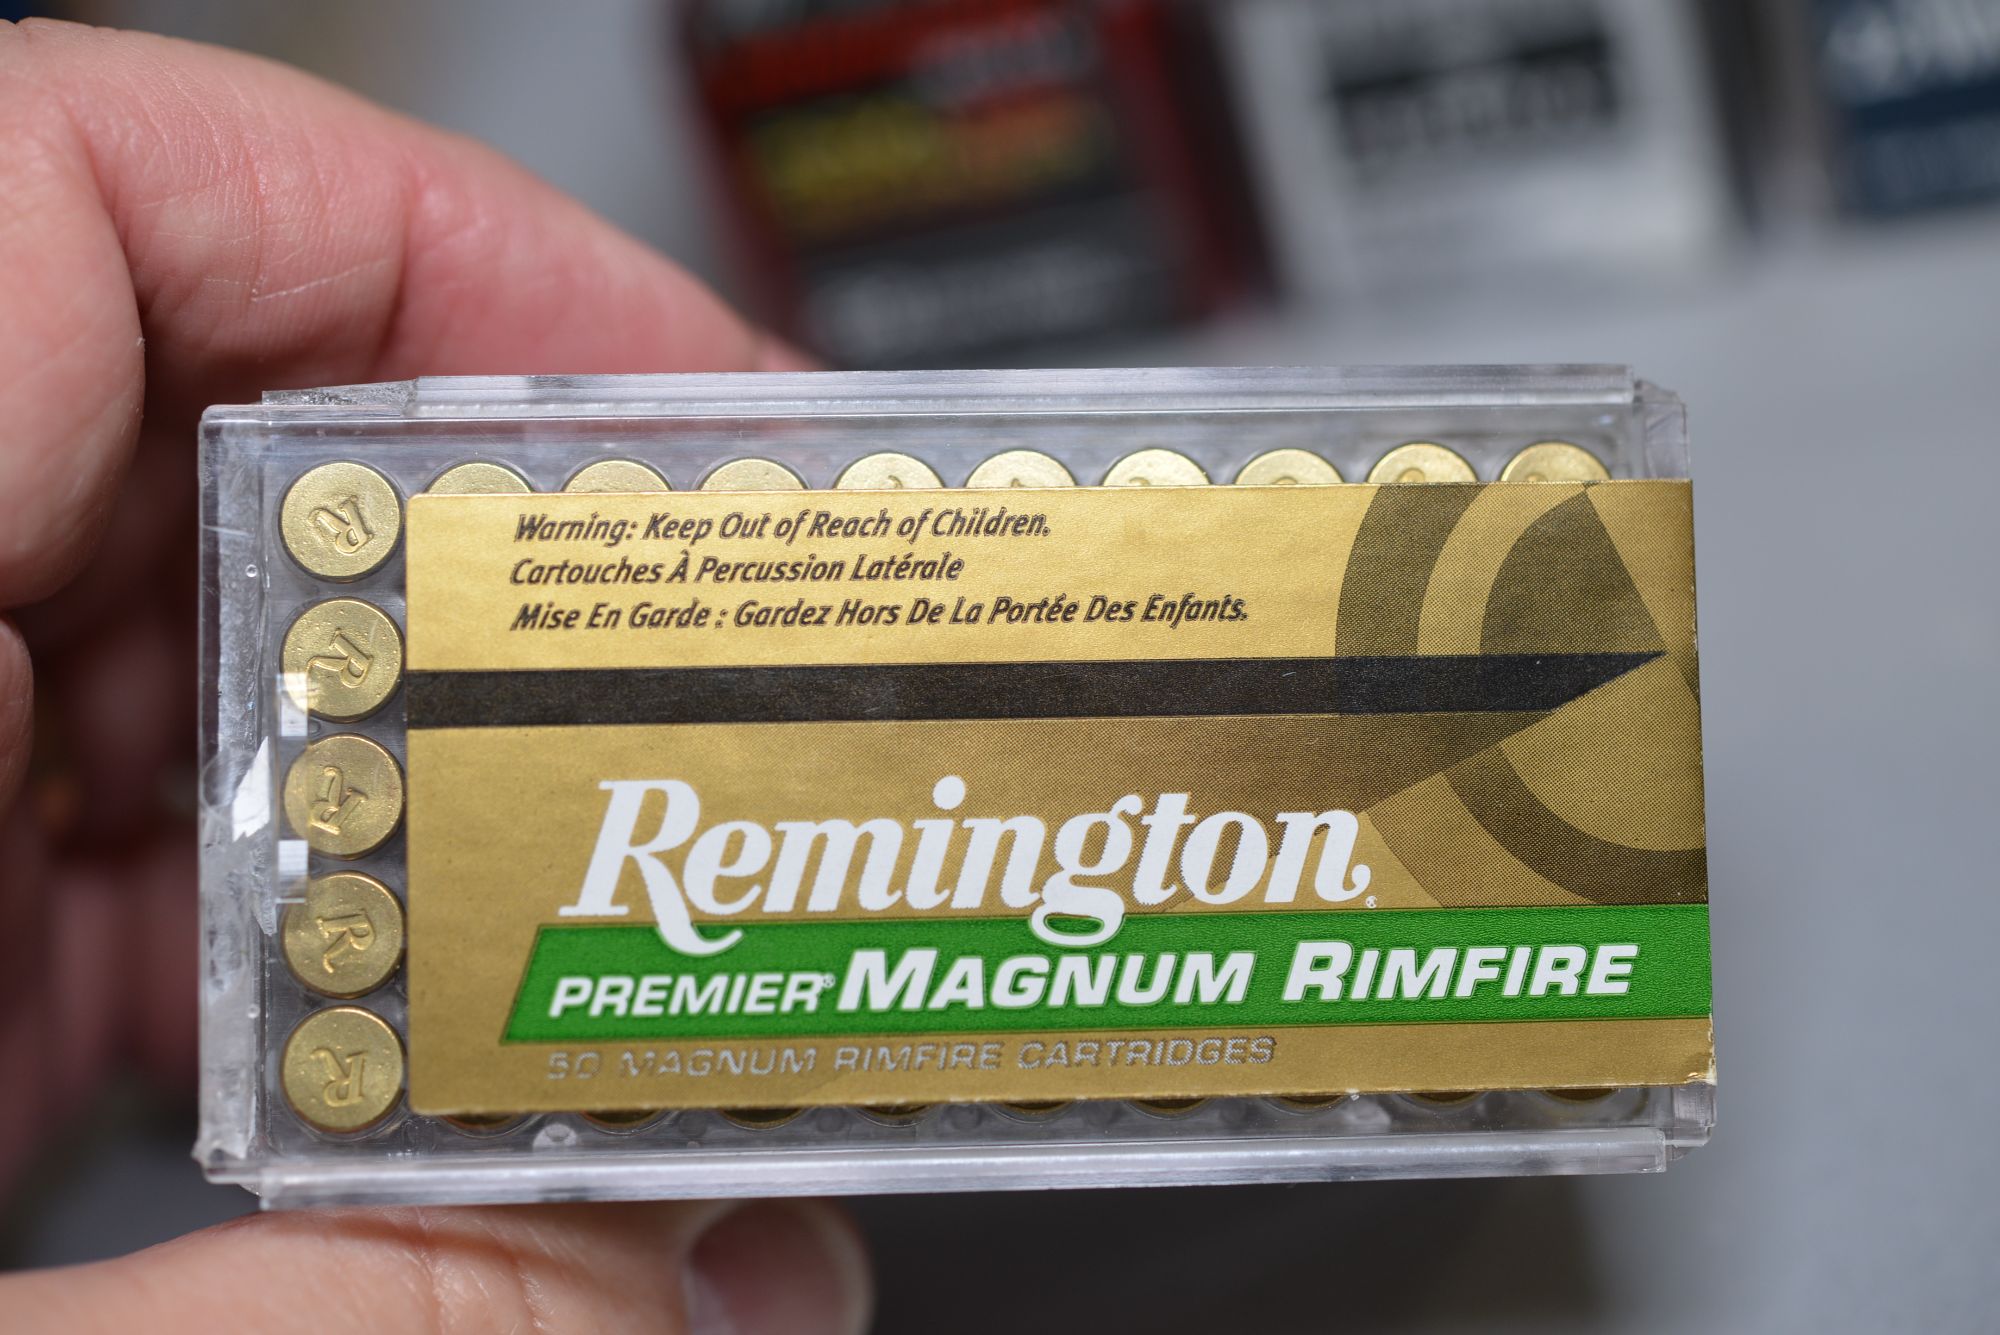 Warning: Keep Out of Reach of Children.
Cartouches À Percussion Latérale
Mise En Garde : Gardez Hors De La Portée Des Enfants.
Remington®
PREMIER® MAGNUM RIMFIRE
50 MAGNUM RIMFIRE CARTRIDGES
R
R
R
R
R